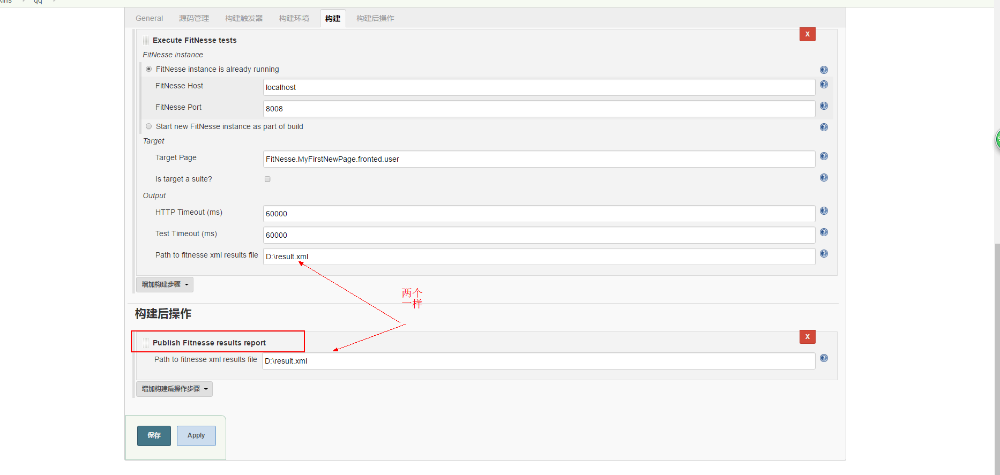 qq
General 源码管理 构建触发器 构建环境 构建 构建后操作
X
Execute FitNesse tests
FitNesse instance
FitNesse instance is already running
FitNesse Host localhost
FitNesse Port 8008
Start new FitNesse instance as part of build
Target
Target Page FitNesse.MyFirstNewPage.fronted.user
Is target a suite?
Output
HTTP Timeout (ms) 60000
Test Timeout (ms) 60000
Path to fitnesse xml results file D:\result.xml
增加构建步骤
两个
一样
构建后操作
X
Publish Fitnesse results report
Path to fitnesse xml results file D:\result.xml
增加构建后操作步骤
保存 Apply